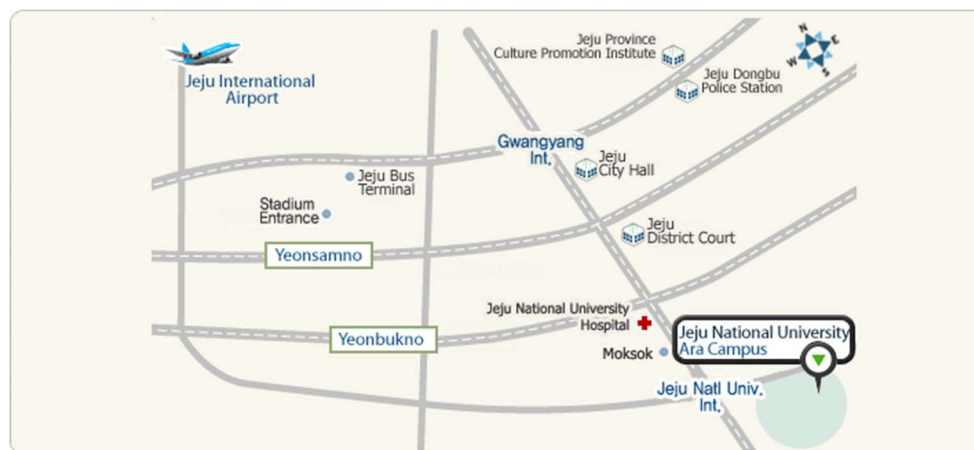 Jeju International
Airport
Jeju Province
Culture Promotion Institute
Jeju Dongbu
Police Station
N
E
W
S
Gwangyang
Int.
Jeju
City Hall
Jeju Bus
Terminal
Stadium
Entrance
Jeju
District Court
Yeonsamno
Jeju National University
Hospital
Yeonbukno
Moksok
Jeju National University
Ara Campus
Jeju Natl Univ.
Int.